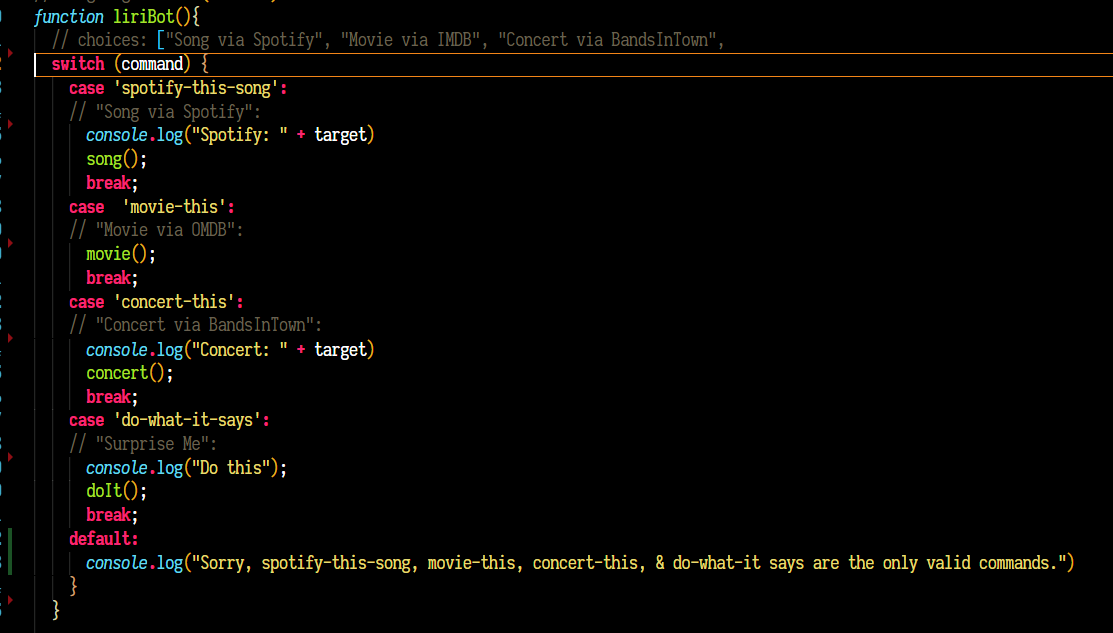 function liriBot(){
// choices: ["Song via Spotify", "Movie via IMDB", "Concert via BandsInTown",
switch (command) {
case 'spotify-this-song':
// "Song via Spotify":
console.log("Spotify: " + target)
song();
break;
case  'movie-this':
// "Movie via OMDB":
movie();
break;
case 'concert-this':
// "Concert via BandsInTown":
console.log("Concert: " + target)
concert();
break;
case 'do-what-it-says':
// "Surprise Me":
console.log("Do this");
doIt();
break;
default:
console.log("Sorry, spotify-this-song, movie-this, concert-this, & do-what-it says are the only valid commands.")
}
}